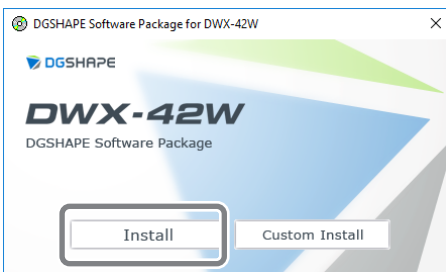 DGSHAPE Software Package for DWX-42W
DGSHAPE
DWX-42W
DGSHAPE Software Package
Install
Custom Install